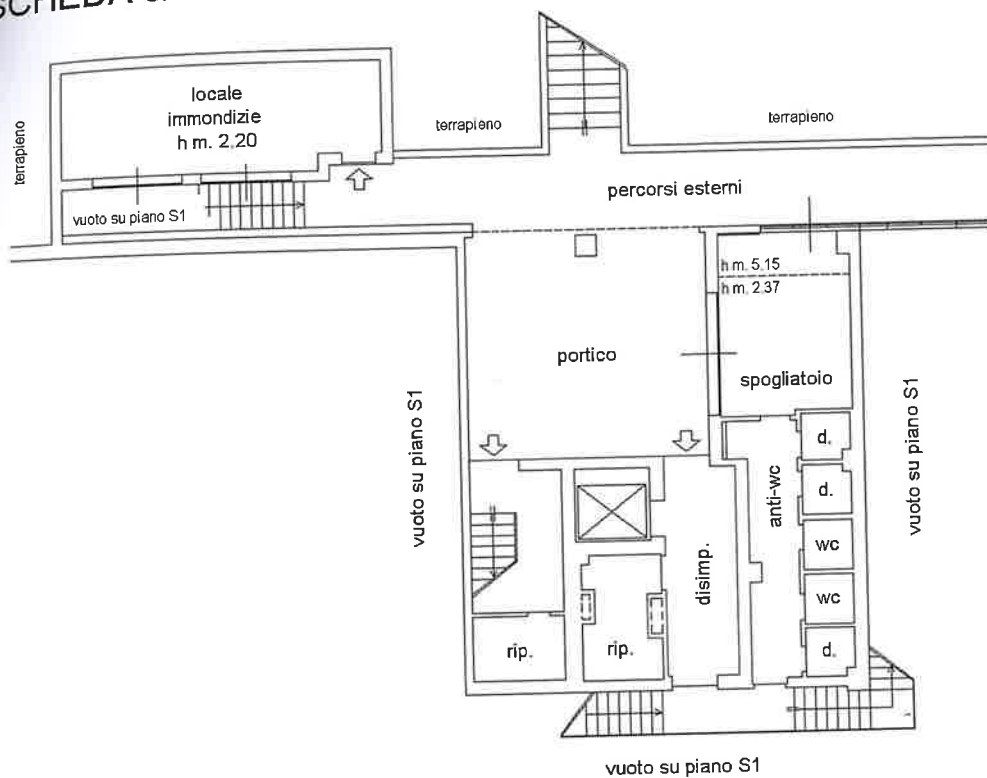 SCHEDA
locale
immondizie
h m. 2,20
terrapieno
terrapieno
terrapieno
percorsi esterni
vuoto su piano S1
h m. 5,15
h m. 2,37
portico
spogliatoio
vuoto su piano S1
vuoto su piano S1
anti-wc
d.
d.
wc
wc
d.
disimp.
rip.
rip.
vuoto su piano S1